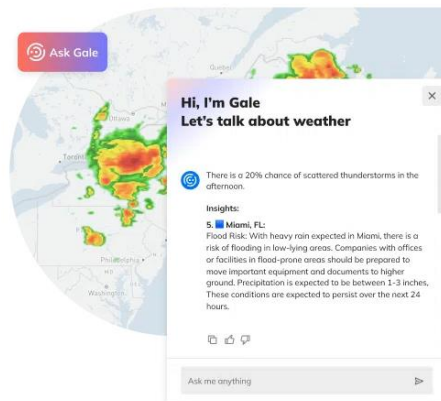 Ask Gale
Ottawa
Toronto
Philadelphia
Washington
Hi, I'm Gale
Let's talk about weather
There is a 20% chance of scattered thunderstorms in the
afternoon.
Insights:
5. Miami, FL:
Flood Risk: With heavy rain expected in Miami, there is a
risk of flooding in low-lying areas. Companies with offices
or facilities in flood-prone areas should be prepared to
move important equipment and documents to higher
ground. Precipitation is expected to be between 1-3 inches,
These conditions are expected to persist over the next 24
hours.
Ask me anything